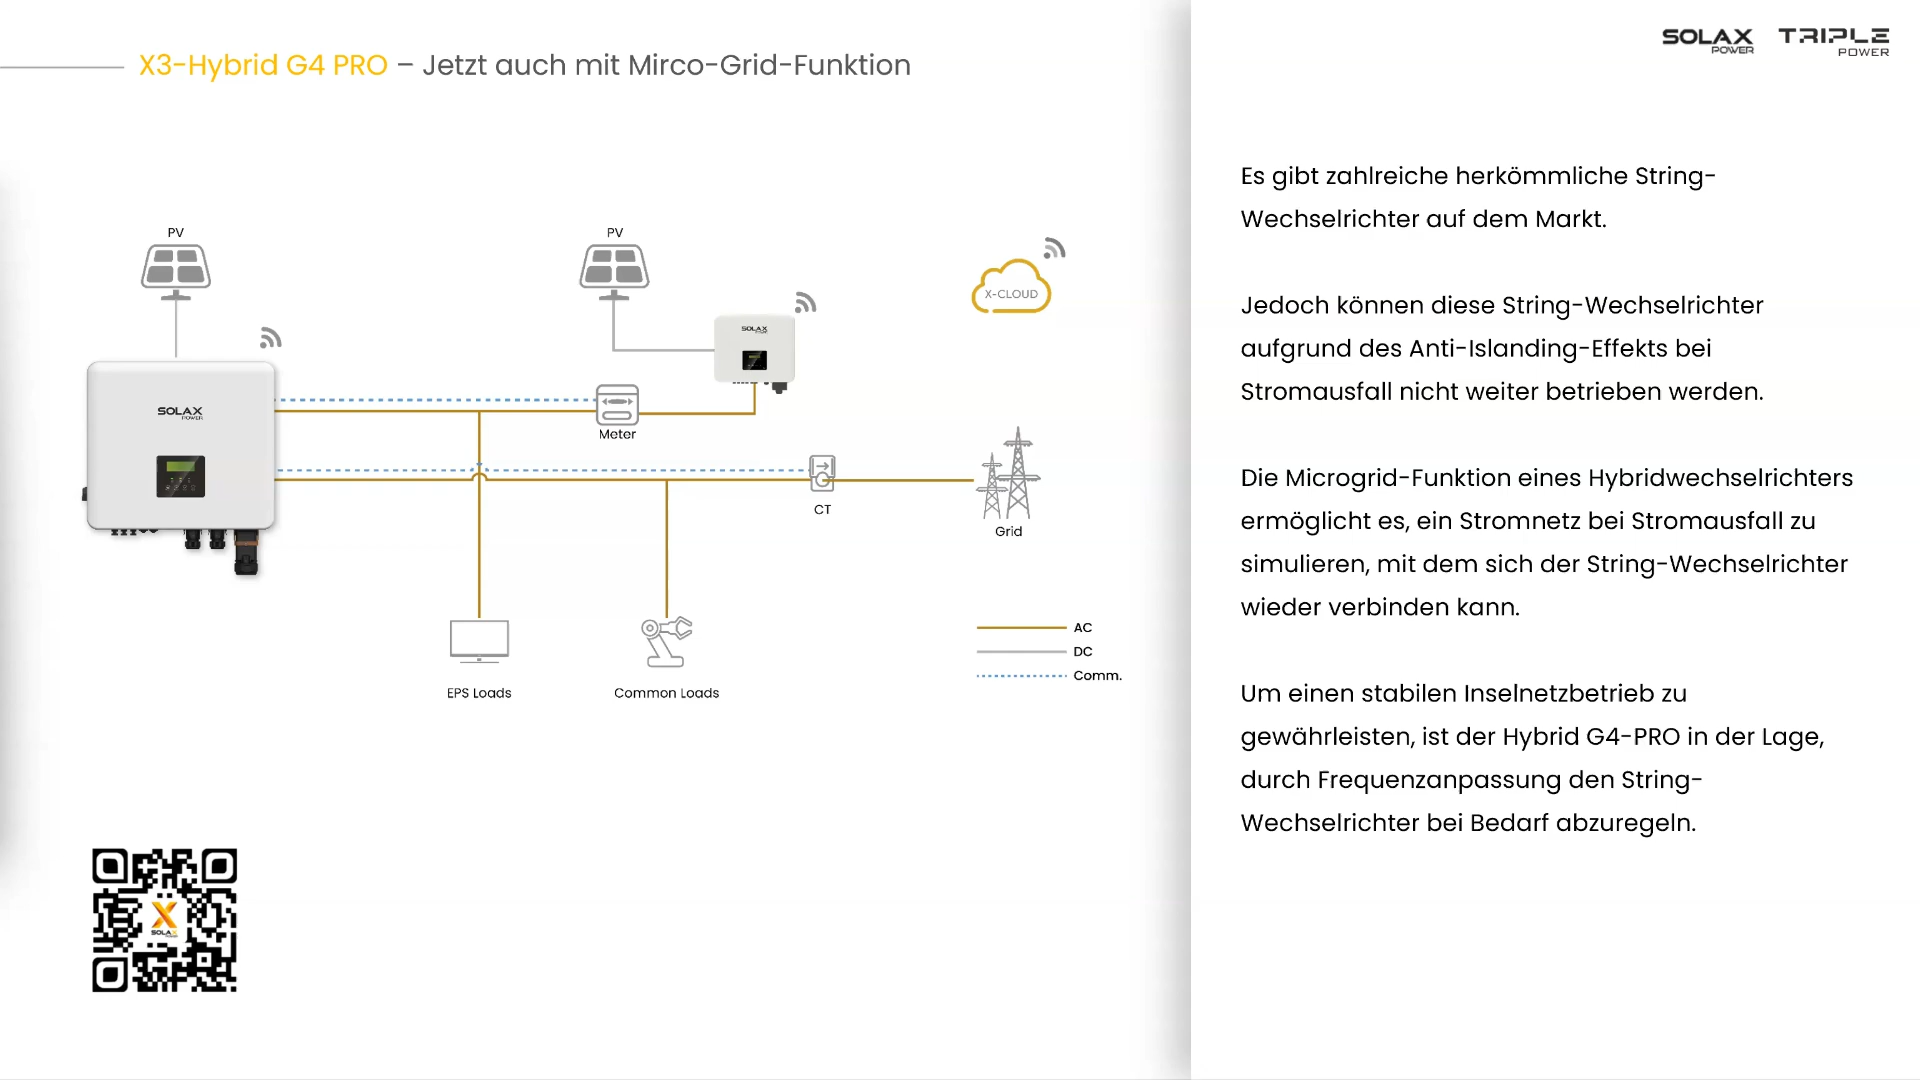 X3-Hybrid G4 PRO – Jetzt auch mit Mirco-Grid-Funktion
SOLAX
POWER
TRIPLE
POWER
PV
PV
X-CLOUD
SOLAX
POWER
SOLAX
POWER
Meter
CT
Grid
EPS Loads
Common Loads
AC
DC
Comm.
SOLAX
Es gibt zahlreiche herkömmliche String-
Wechselrichter auf dem Markt.
Jedoch können diese String-Wechselrichter
aufgrund des Anti-Islanding-Effekts bei
Stromausfall nicht weiter betrieben werden.
Die Microgrid-Funktion eines Hybridwechselrichters
ermöglicht es, ein Stromnetz bei Stromausfall zu
simulieren, mit dem sich der String-Wechselrichter
wieder verbinden kann.
Um einen stabilen Inselnetzbetrieb zu
gewährleisten, ist der Hybrid G4-PRO in der Lage,
durch Frequenzanpassung den String-
Wechselrichter bei Bedarf abzuregeln.